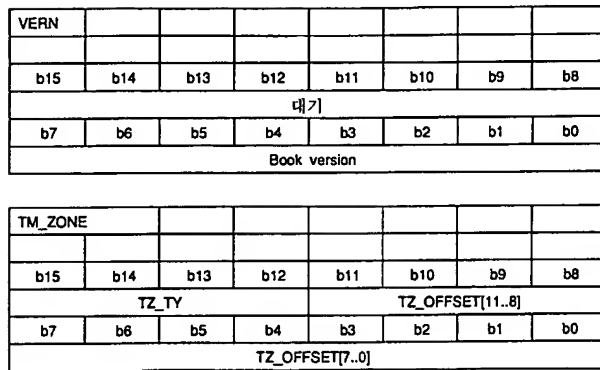 VERN
b15 b14 b13 b12 b11 b10 b9 b8
대기
b7 b6 b5 b4 b3 b2 b1 b0
Book version
TM_ZONE
b15 b14 b13 b12 b11 b10 b9 b8
TZ_TY TZ_OFFSET[11..8]
b7 b6 b5 b4 b3 b2 b1 b0
TZ_OFFSET[7..0]